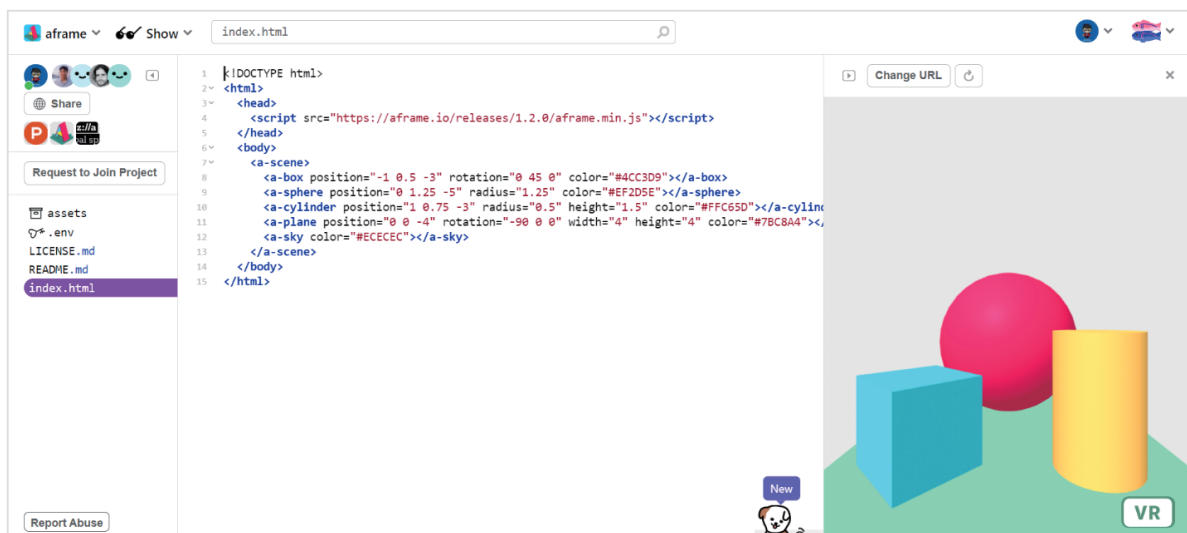 aframe Show index.html
Share
z://a
Request to Join Project
assets
.env
LICENSE.md
README.md
index.html
Report Abuse
1 <!DOCTYPE html>
2 <html>
3 <head>
4 <script src="https://aframe.io/releases/1.2.0/aframe.min.js"></script>
5 </head>
6 <body>
7 <a-scene>
8 <a-box position="-1 0.5 -3" rotation="0 45 0" color="#4CC3D9"></a-box>
9 <a-sphere position="0 1.25 -5" radius="1.25" color="#EF2D5E"></a-sphere>
10 <a-cylinder position="1 0.75 -3" radius="0.5" height="1.5" color="#FFC65D"></a-cylin
11 <a-plane position="0 0 -4" rotation="-90 0 0" width="4" height="4" color="#7BC8A4"></
12 <a-sky color="#ECECEC"></a-sky>
13 </a-scene>
14 </body>
15 </html>
New
Change URL
VR